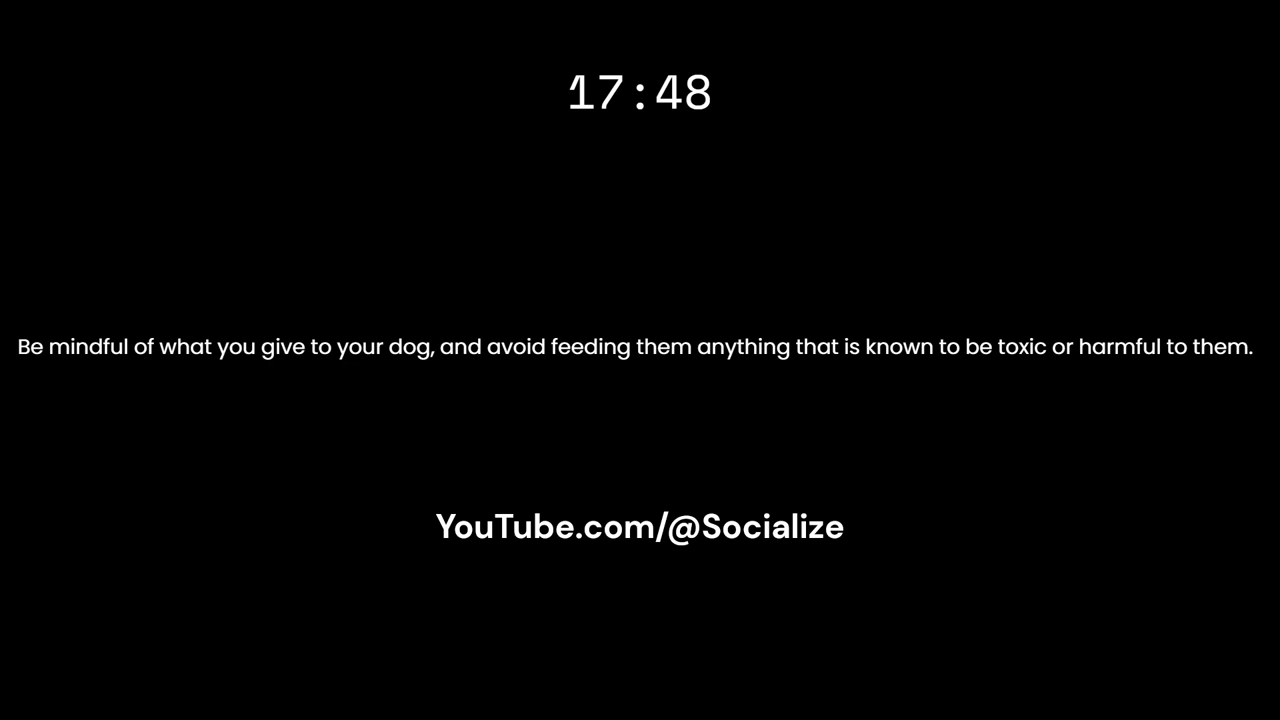 17:48
Be mindful of what you give to your dog, and avoid feeding them anything that is known to be toxic or harmful to them.
YouTube.com/@Socialize